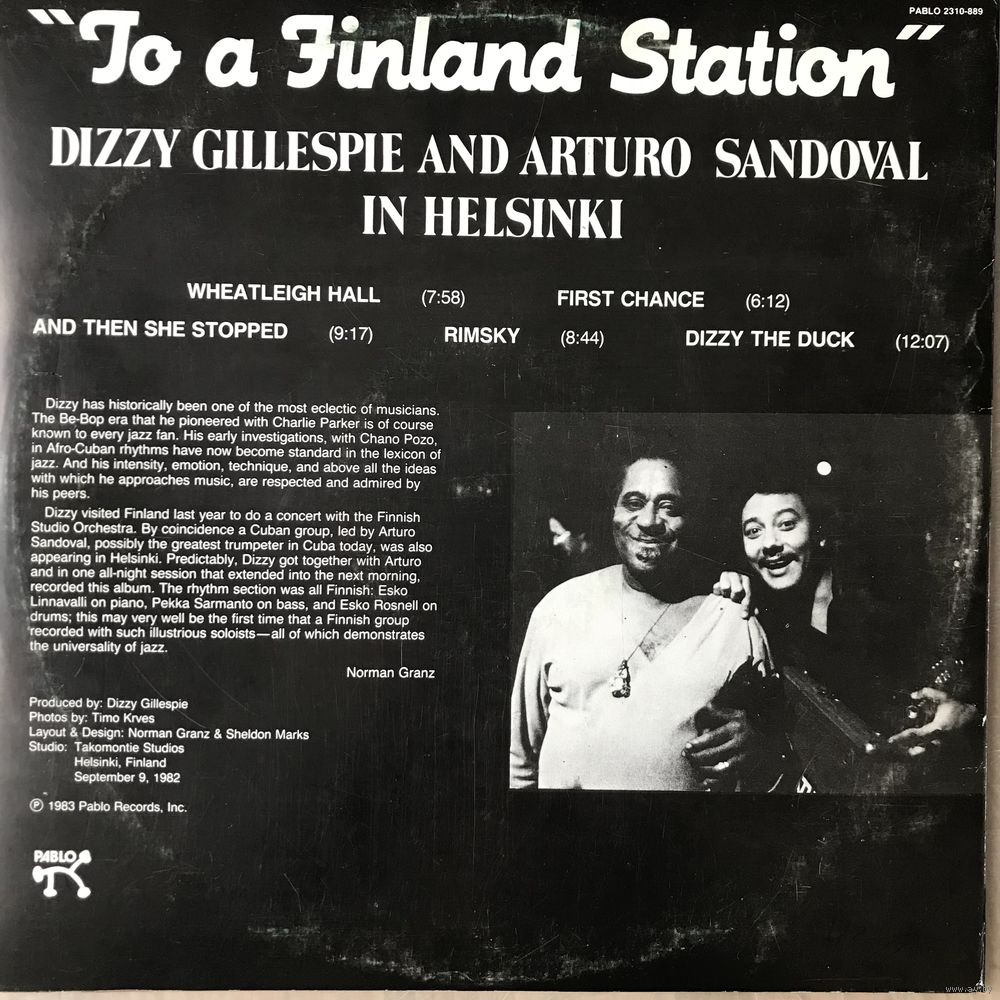 PABLO 2310-889
"To a Finland Station"
DIZZY GILLESPIE AND ARTURO SANDOVAL
IN HELSINKI
WHEATLEIGH HALL (7:58) FIRST CHANCE (6:12)
AND THEN SHE STOPPED (9:17) RIMSKY (8:44) DIZZY THE DUCK (12:07)
Dizzy has historically been one of the most eclectic of musicians.
The Be-Bop era that he pioneered with Charlie Parker is of course
known to every jazz fan. His early investigations, with Chano Pozo,
in Afro-Cuban rhythms have now become standard in the lexicon of
jazz. And his intensity, emotion, technique, and above all the ideas
with which he approaches music, are respected and admired by
his peers.
Dizzy visited Finland last year to do a concert with the Finnish
Studio Orchestra. By coincidence a Cuban group, led by Arturo
Sandoval, possibly the greatest trumpeter in Cuba today, was also
appearing in Helsinki. Predictably, Dizzy got together with Arturo
and in one all-night session that extended into the next morning,
recorded this album. The rhythm section was all Finnish: Esko
Linnavalli on piano, Pekka Sarmanto on bass, and Esko Rosnell on
drums; this may very well be the first time that a Finnish group
recorded with such illustrious soloists—all of which demonstrates
the universality of jazz.
Norman Granz
Produced by: Dizzy Gillespie
Photos by: Timo Krves
Layout & Design: Norman Granz & Sheldon Marks
Studio: Takomontie Studios
Helsinki, Finland
September 9, 1982
℗ 1983 Pablo Records, Inc.
PABLO